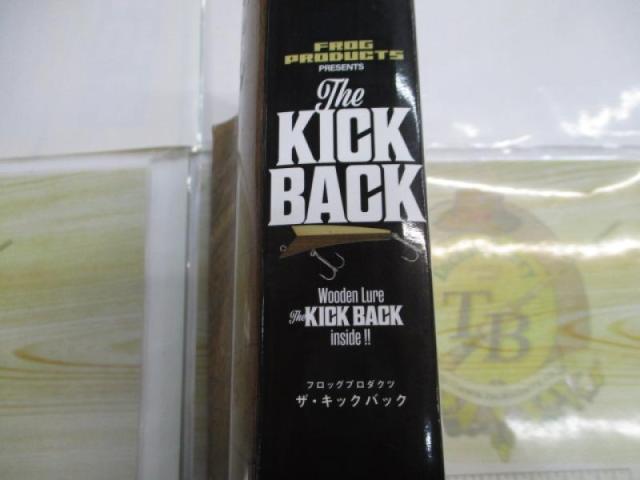 FROG
PRODUCTS
PRESENTS
The
KICK
BACK
Wooden Lure
The KICK BACK
inside !!
フロッグプロダクツ
ザ・キックバック
TB